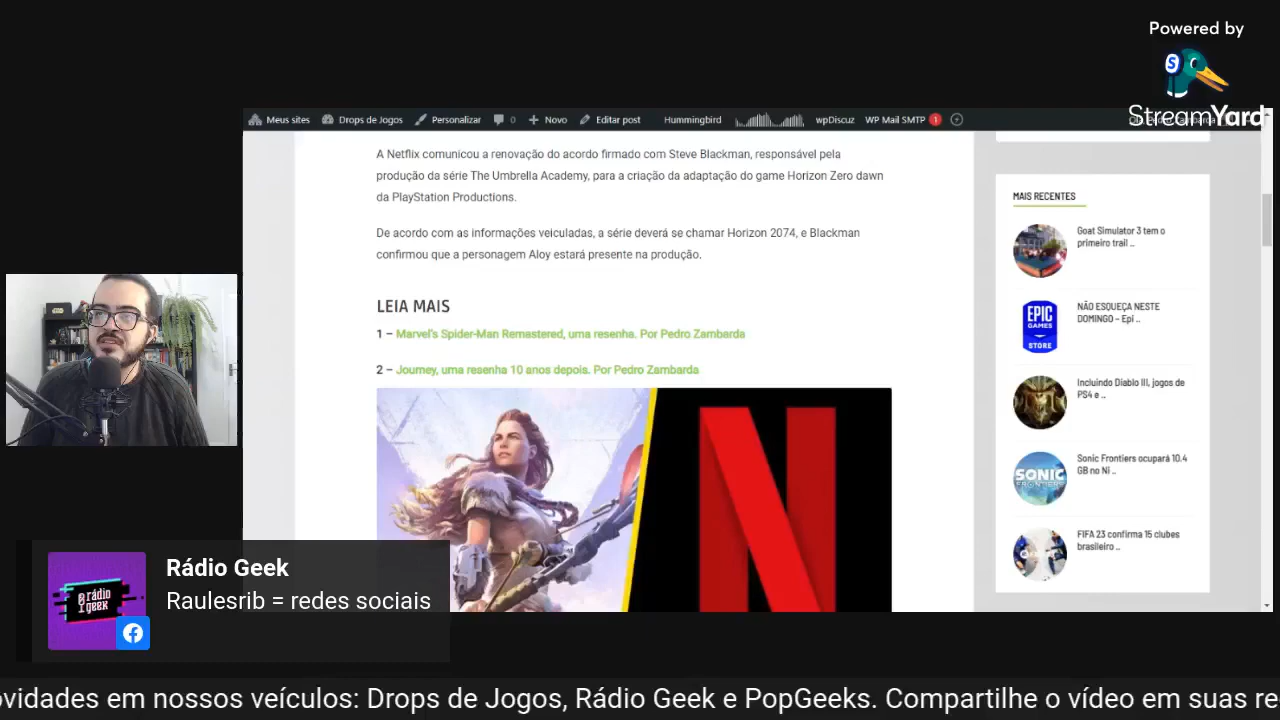 Powered by
StreamYard
Meus sites
Drops de Jogos
Personalizar
0
Novo
Editar post
Hummingbird
wpDiscuz
WP Mail SMTP
1
A Netflix comunicou a renovação do acordo firmado com Steve Blackman, responsável pela
produção da série The Umbrella Academy, para a criação da adaptação do game Horizon Zero dawn
da PlayStation Productions.
De acordo com as informações veiculadas, a série deverá se chamar Horizon 2074, e Blackman
confirmou que a personagem Aloy estará presente na produção.
LEIA MAIS
1 – Marvel's Spider-Man Remastered, uma resenha. Por Pedro Zambarda
2 – Journey, uma resenha 10 anos depois. Por Pedro Zambarda
MAIS RECENTES
Goat Simulator 3 tem o
primeiro trail ..
EPIC
GAMES
STORE
NÃO ESQUEÇA NESTE
DOMINGO – Epi ..
Incluindo Diablo III, jogos de
PS4 e ..
SONIC
FRONTIERS
Sonic Frontiers ocupará 10.4
GB no Ni ..
FIFA 23 confirma 15 clubes
brasileiro ..
rádio
geek
Rádio Geek
Raulesrib = redes sociais
ovidades em nossos veículos: Drops de Jogos, Rádio Geek e PopGeeks. Compartilhe o vídeo em suas re